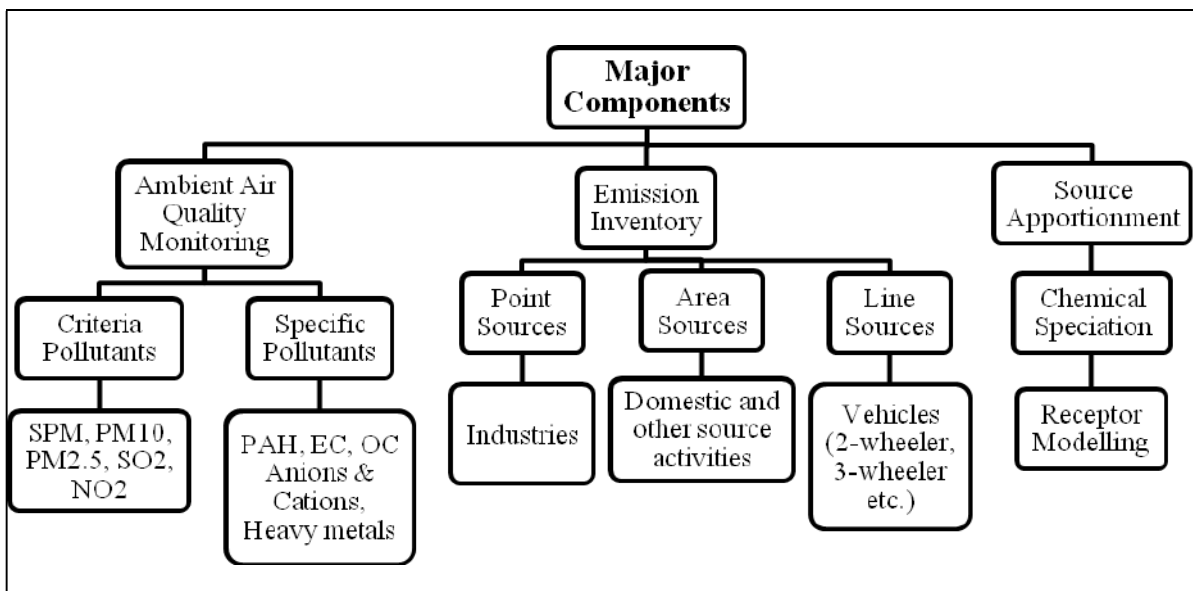 Major
Components
Ambient Air
Quality
Monitoring
Emission
Inventory
Source
Apportionment
Criteria
Pollutants
Specific
Pollutants
Point
Sources
Area
Sources
Line
Sources
Chemical
Speciation
SPM, PM10,
PM2.5, SO2,
NO2
PAH, EC, OC
Anions &
Cations,
Heavy metals
Industries
Domestic and
other source
activities
Vehicles
(2-wheeler,
3-wheeler
etc.)
Receptor
Modelling